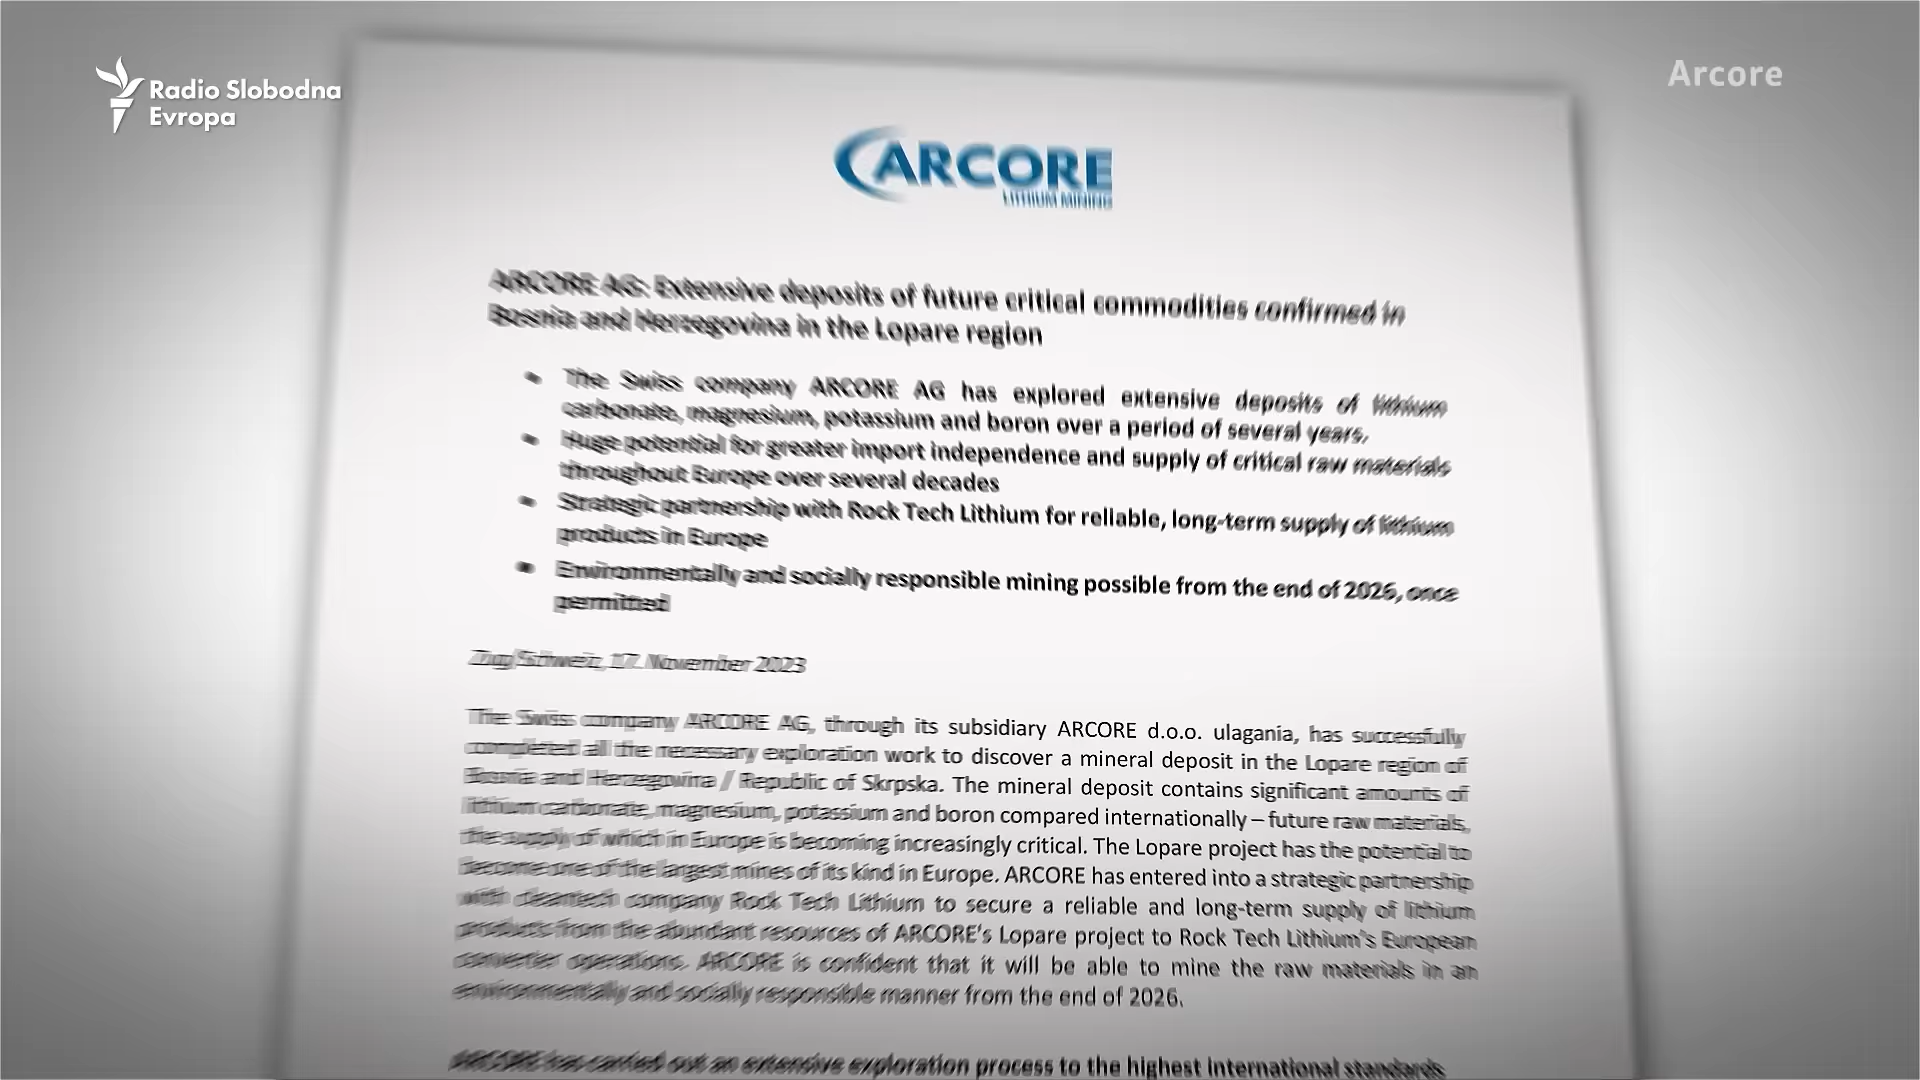 Radio Slobodna
Evropa
Arcore
ARCORE
LITHIUM MINING
ARCORE AG: Extensive deposits of future critical commodities confirmed in
Bosnia and Herzegovina in the Lopare region
• The Swiss company ARCORE AG has explored extensive deposits of lithium
carbonate, magnesium, potassium and boron over a period of several years.
• Huge potential for greater import independence and supply of critical raw materials
throughout Europe over several decades
• Strategic partnership with Rock Tech Lithium for reliable, long-term supply of lithium
products in Europe
• Environmentally and socially responsible mining possible from the end of 2026, once
permitted
Zug/Schweiz, 17. November 2023
The Swiss company ARCORE AG, through its subsidiary ARCORE d.o.o. ulagania, has successfully
completed all the necessary exploration work to discover a mineral deposit in the Lopare region of
Bosnia and Herzegowina / Republic of Skrpska. The mineral deposit contains significant amounts of
lithium carbonate, magnesium, potassium and boron compared internationally – future raw materials,
the supply of which in Europe is becoming increasingly critical. The Lopare project has the potential to
become one of the largest mines of its kind in Europe. ARCORE has entered into a strategic partnership
with cleantech company Rock Tech Lithium to secure a reliable and long-term supply of lithium
products from the abundant resources of ARCORE's Lopare project to Rock Tech Lithium's European
converter operations. ARCORE is confident that it will be able to mine the raw materials in an
environmentally and socially responsible manner from the end of 2026.
ARCORE has carried out an extensive exploration process to the highest international standards